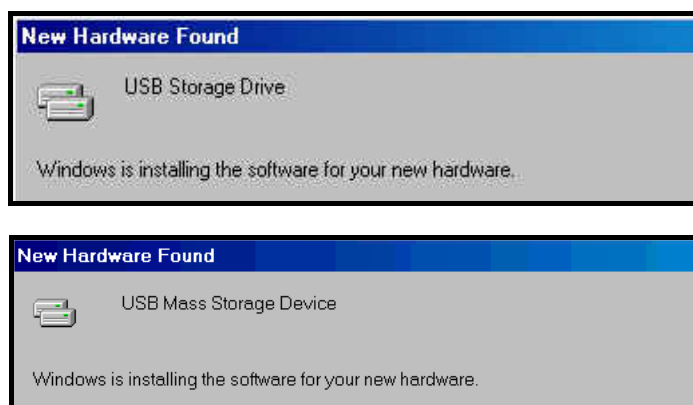 New Hardware Found
USB Storage Drive
Windows is installing the software for your new hardware.
New Hardware Found
USB Mass Storage Device
Windows is installing the software for your new hardware.